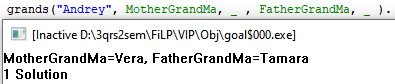 grands("Andrey", MotherGrandMa, _ , FatherGrandMa, _ ).
[Inactive D:\3qrs2sem\FiLP\VIP\Obj\goal$000.exe]
MotherGrandMa=Vera, FatherGrandMa=Tamara
1 Solution